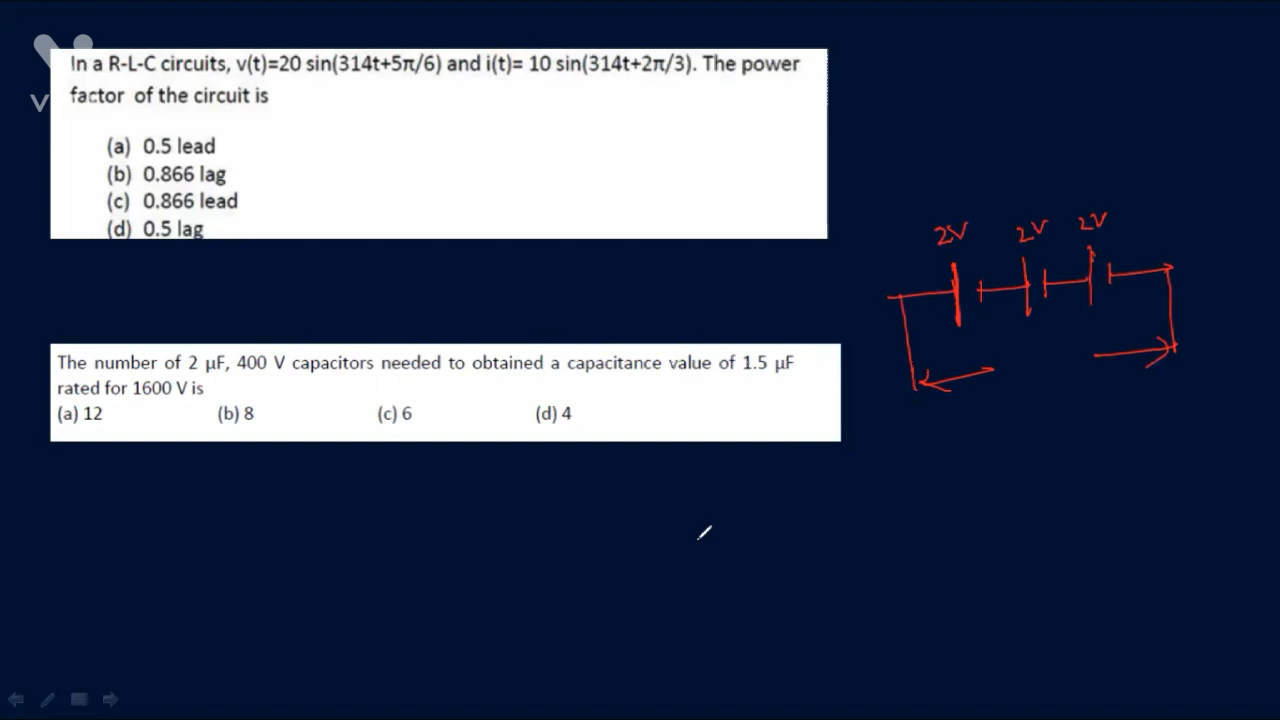 In a R-L-C circuits, v(t)=20 sin(314t+5π/6) and i(t)= 10 sin(314t+2π/3). The power
factor of the circuit is
(a) 0.5 lead
(b) 0.866 lag
(c) 0.866 lead
(d) 0.5 lag
2V 2V 2V
The number of 2 μF, 400 V capacitors needed to obtained a capacitance value of 1.5 μF
rated for 1600 V is
(a) 12 (b) 8 (c) 6 (d) 4